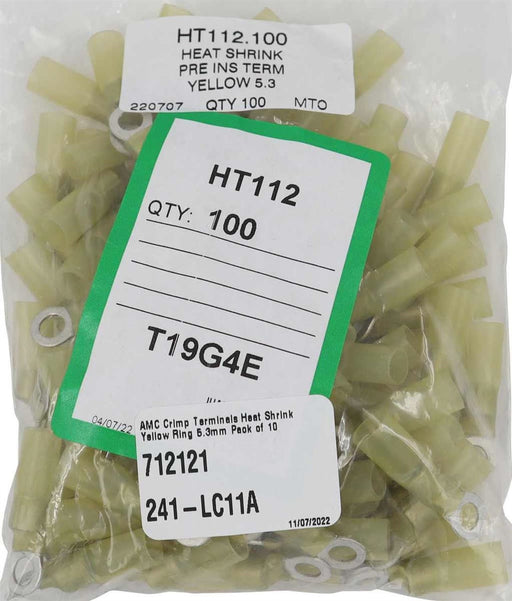 HT112.100
HEAT SHRINK
PRE INS TERM
YELLOW 5.3
220707 QTY 100 MTO
HT112
QTY: 100
T19G4E
04/07/22
AMC Crimp Terminals Heat Shrink
Yellow Ring 5.3mm Pack of 10
712121
241-LC11A
11/07/2022